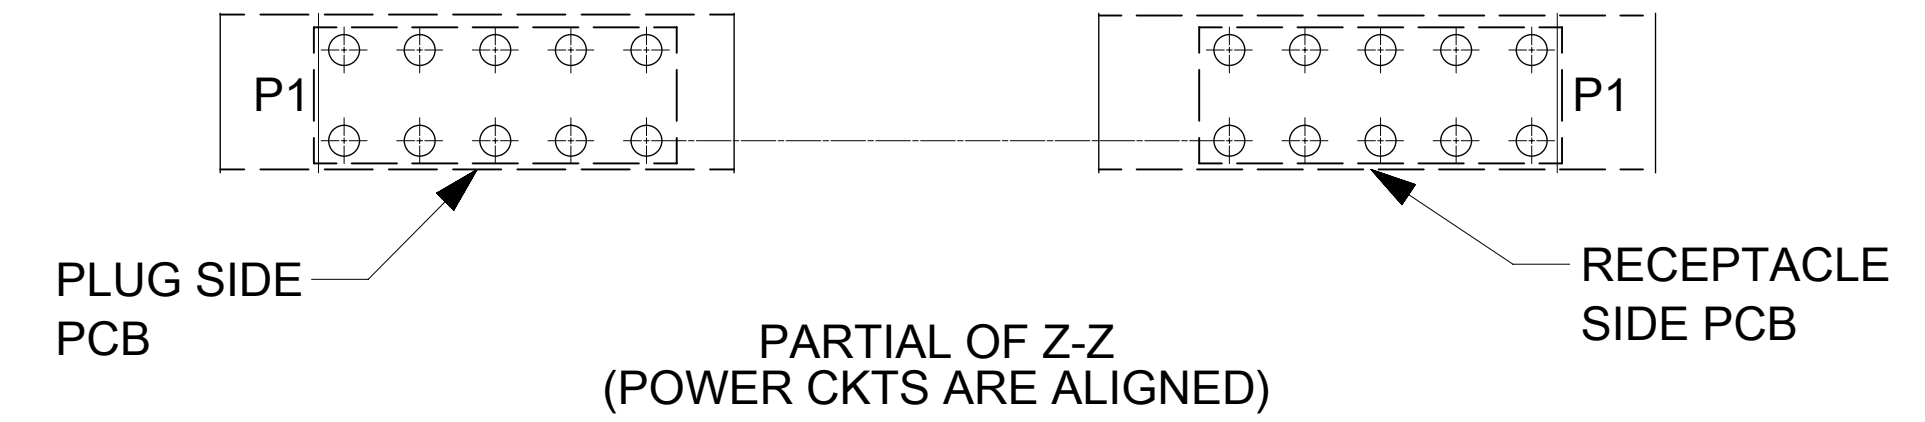 P1
P1
PLUG SIDE
PCB
RECEPTACLE
SIDE PCB
PARTIAL OF Z-Z
(POWER CKTS ARE ALIGNED)